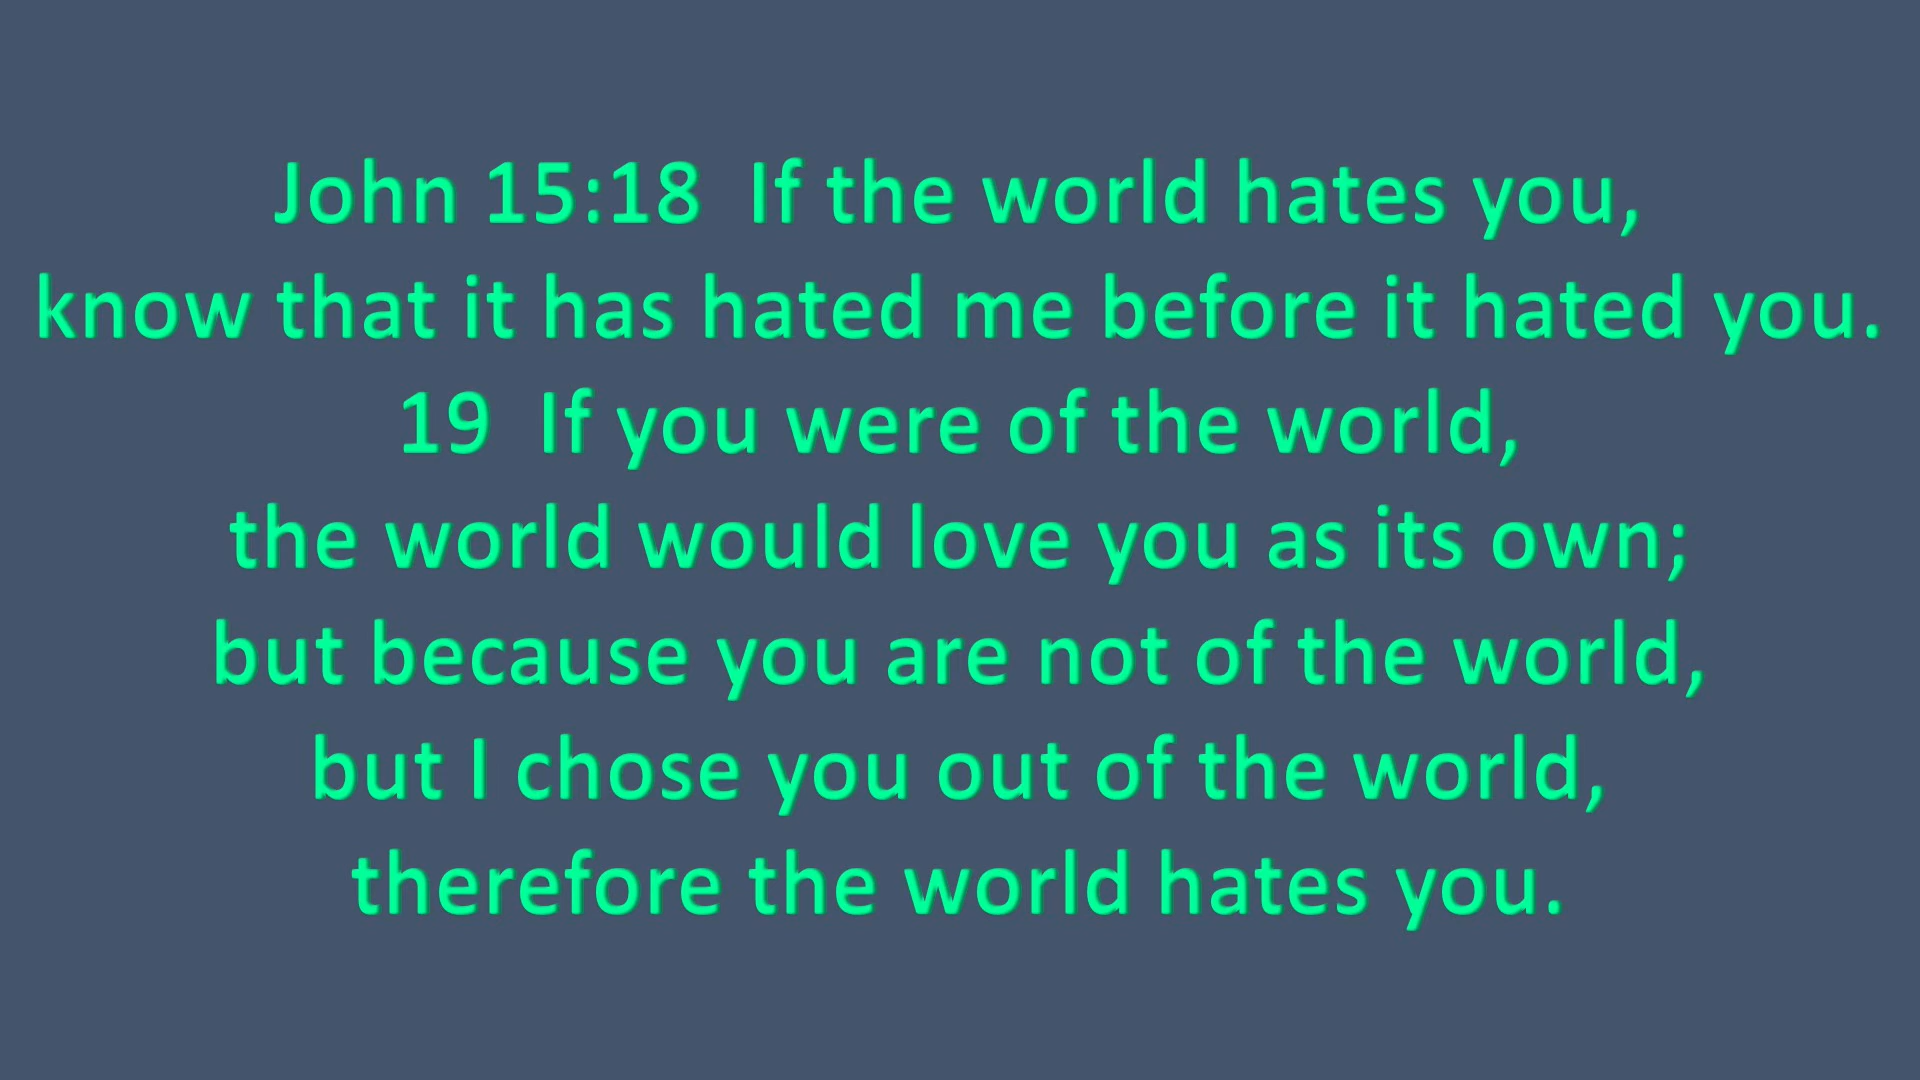 John 15:18  If the world hates you,
know that it has hated me before it hated you.
19  If you were of the world,
the world would love you as its own;
but because you are not of the world,
but I chose you out of the world,
therefore the world hates you.